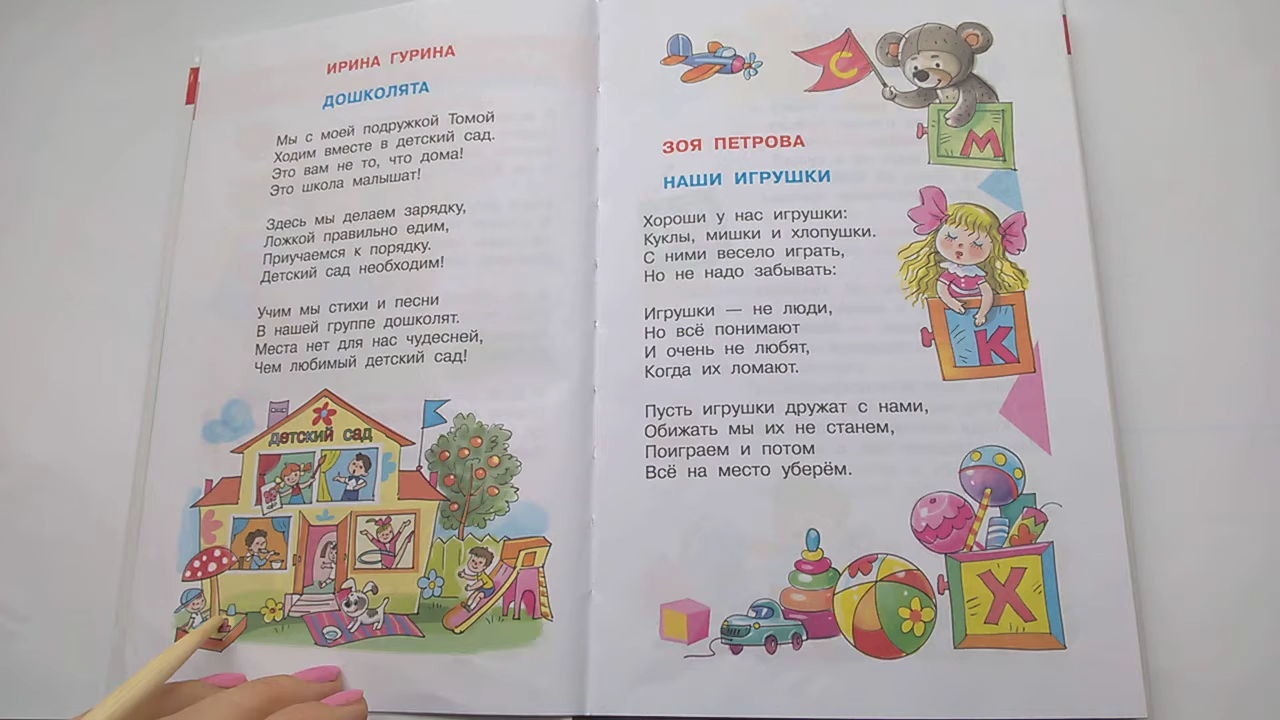 ИРИНА ГУРИНА
ДОШКОЛЯТА
Мы с моей подружкой Томой
Ходим вместе в детский сад.
Это вам не то, что дома!
Это школа малышат!
Здесь мы делаем зарядку,
Ложкой правильно едим,
Приучаемся к порядку.
Детский сад необходим!
Учим мы стихи и песни
В нашей группе дошколят.
Места нет для нас чудесней,
Чем любимый детский сад!
детский сад
С
М
ЗОЯ ПЕТРОВА
НАШИ ИГРУШКИ
Хороши у нас игрушки:
Куклы, мишки и хлопушки.
С ними весело играть,
Но не надо забывать:
Игрушки — не люди,
Но всё понимают
И очень не любят,
Когда их ломают.
К
Пусть игрушки дружат с нами,
Обижать мы их не станем,
Поиграем и потом
Всё на место уберём.
Х